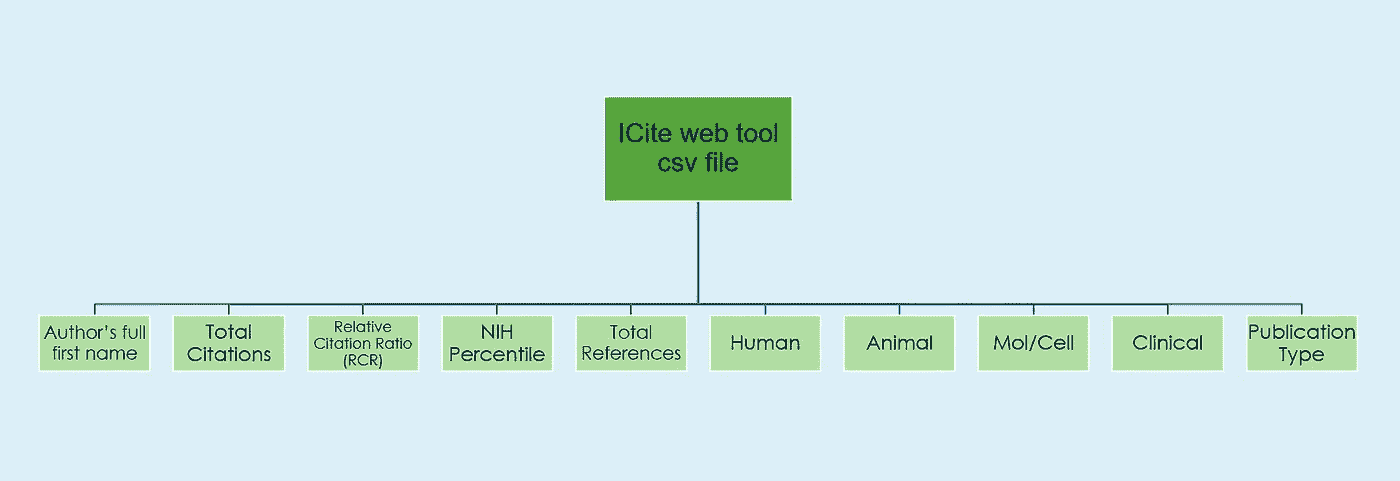 ICite web tool
csv file
Author's full
first name
Total
Citations
Relative
Citation Ratio
(RCR)
NIH
Percentile
Total
References
Human
Animal
Mol/Cell
Clinical
Publication
Type